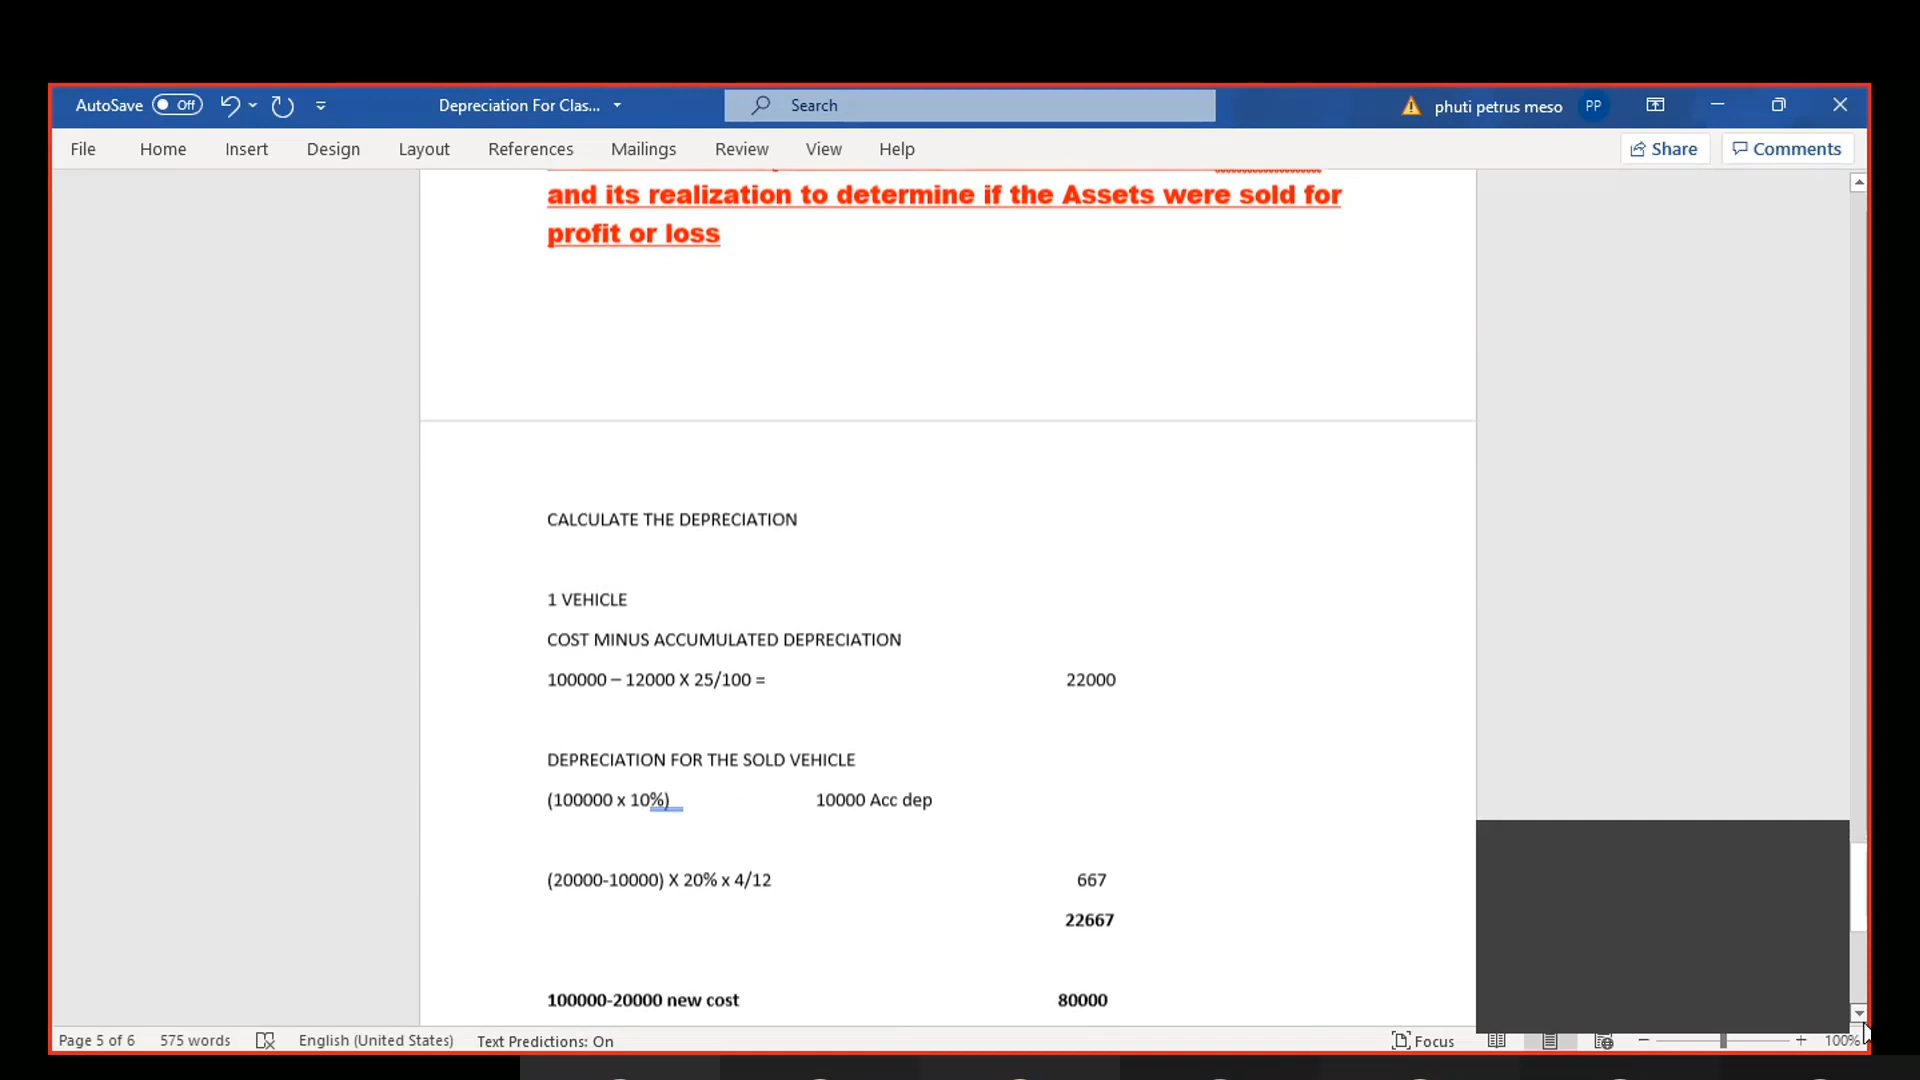 AutoSave Off Depreciation For Clas... Search phuti petrus meso PP
File Home Insert Design Layout References Mailings Review View Help Share Comments
and its realization to determine if the Assets were sold for
profit or loss
CALCULATE THE DEPRECIATION
1 VEHICLE
COST MINUS ACCUMULATED DEPRECIATION
100000 – 12000 X 25/100 = 22000
DEPRECIATION FOR THE SOLD VEHICLE
(100000 x 10%) 10000 Acc dep
(20000-10000) X 20% x 4/12 667
22667
100000-20000 new cost 80000
Page 5 of 6 575 words English (United States) Text Predictions: On Focus 100%